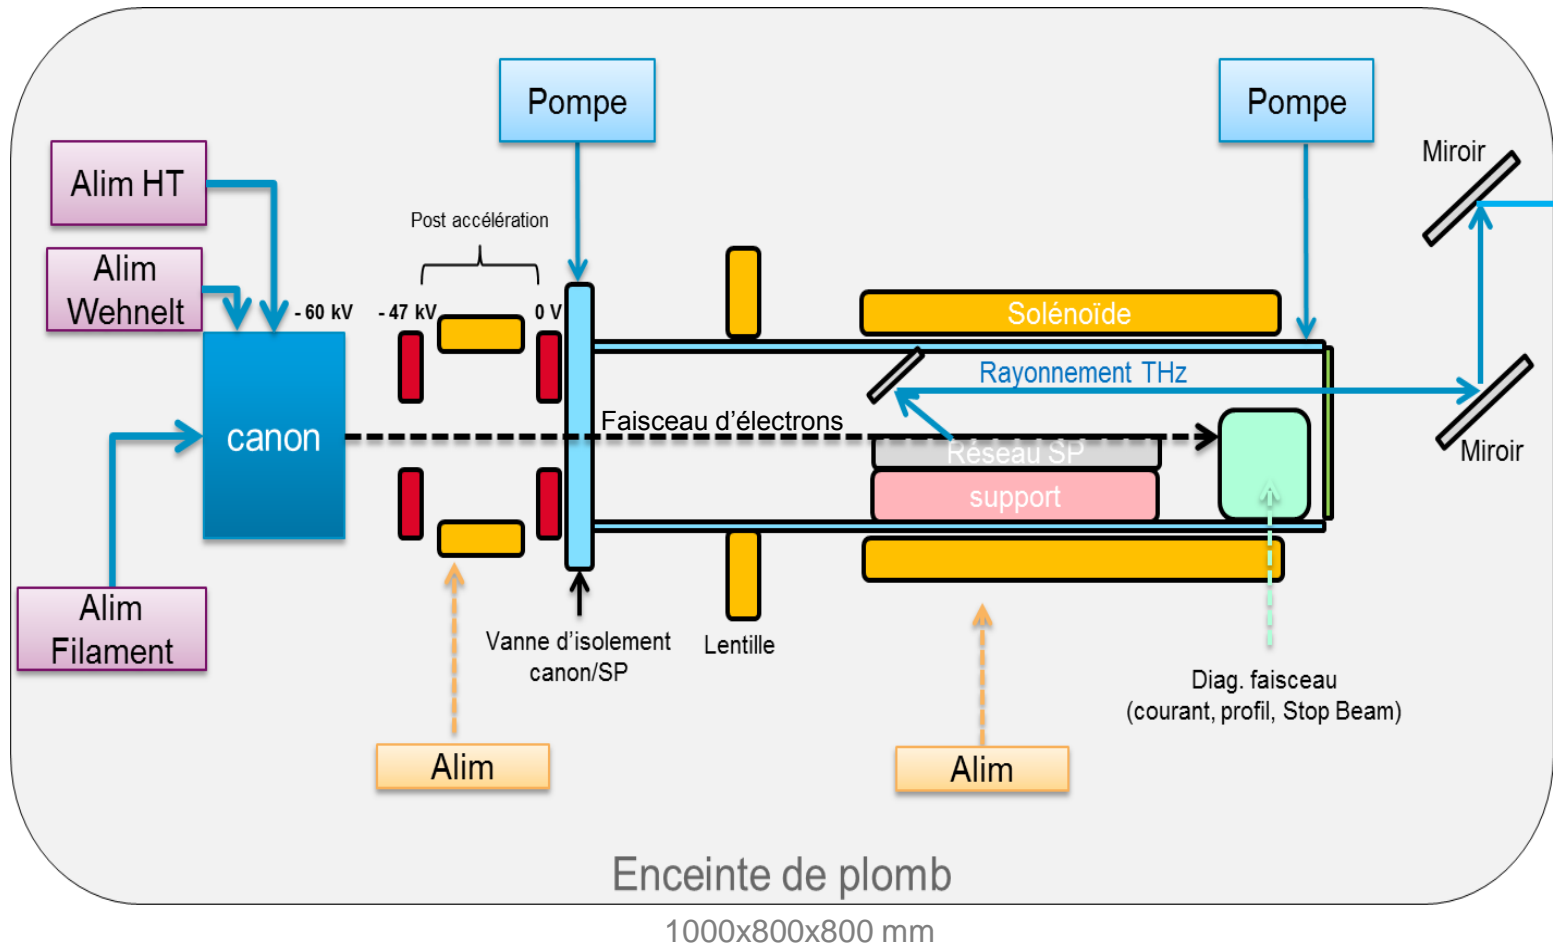 Pompe
Pompe
Miroir
Alim HT
Post accélération
Alim
Wehnelt
- 60 kV
- 47 kV
0 V
Solénoïde
Rayonnement THz
Faisceau d'électrons
canon
Réseau SP
Miroir
support
Alim
Filament
Vanne d'isolement
canon/SP
Lentille
Diag. faisceau
(courant, profil, Stop Beam)
Alim
Alim
Enceinte de plomb
1000x800x800 mm